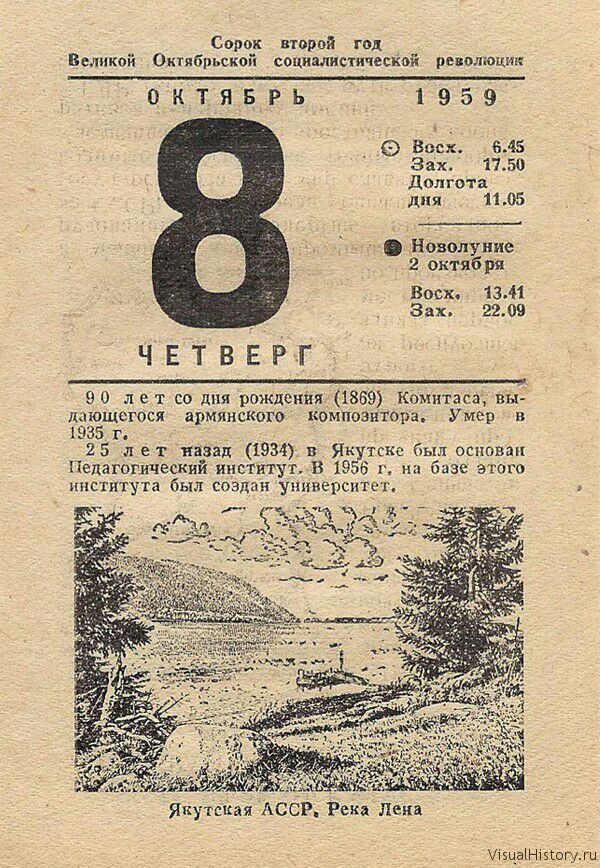 Сорок второй год
Великой Октябрьской социалистической революции
ОКТЯБРЬ 1959
8
Восх. 6.45
Зах. 17.50
Долгота
дня 11.05
Новолуние
2 октября
Восх. 13.41
Зах. 22.09
ЧЕТВЕРГ
90 лет со дня рождения (1869) Комитаса, вы-
дающегося армянского композитора. Умер в
1935 г.
25 лет назад (1934) в Якутске был основан
Педагогический институт. В 1956 г. на базе этого
института был создан университет.
Якутская АССР. Река Лена
VisualHistory.ru